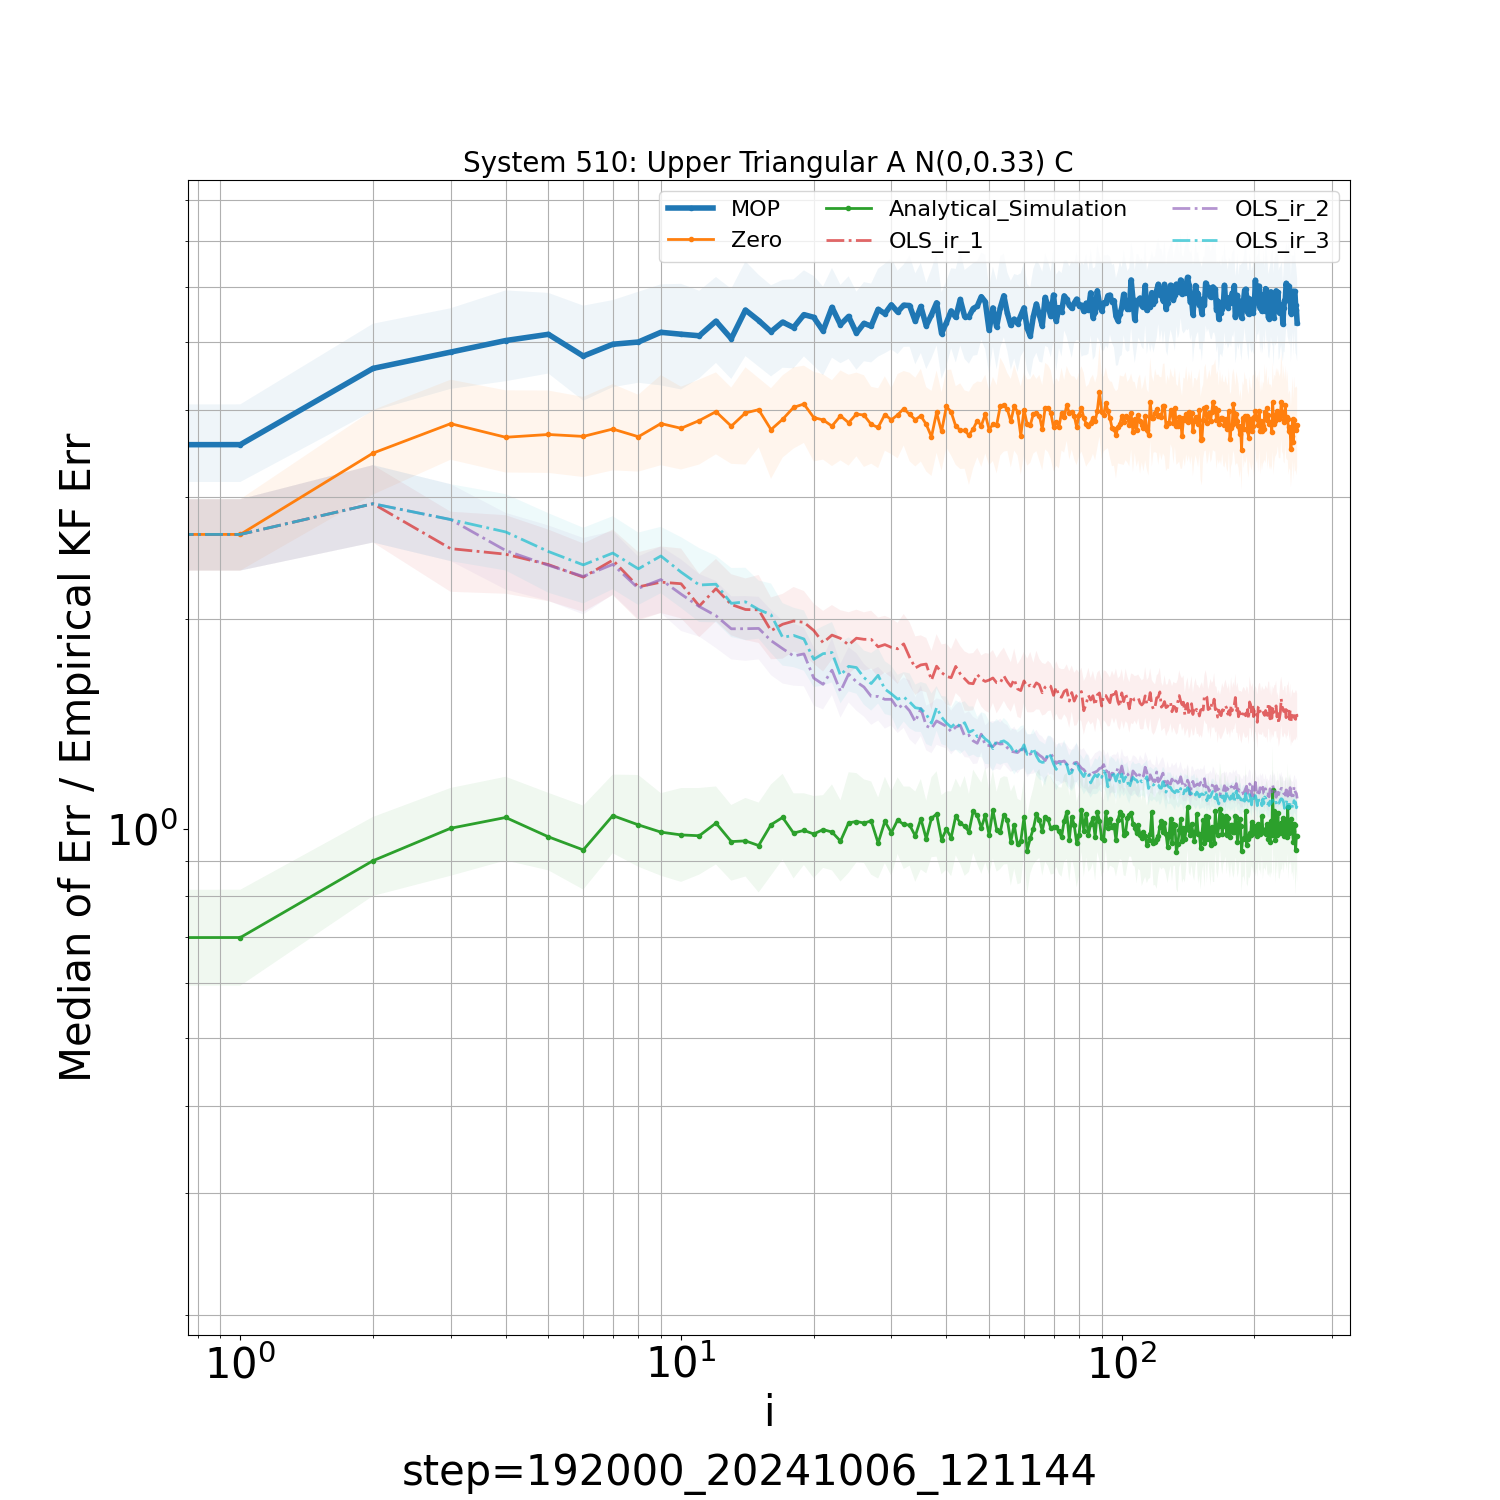 System 510: Upper Triangular A N(0,0.33) C
MOP
Zero
Analytical_Simulation
OLS_ir_1
OLS_ir_2
OLS_ir_3
Median of Err / Empirical KF Err
10⁰
10⁰
10¹
10²
i
step=192000_20241006_121144